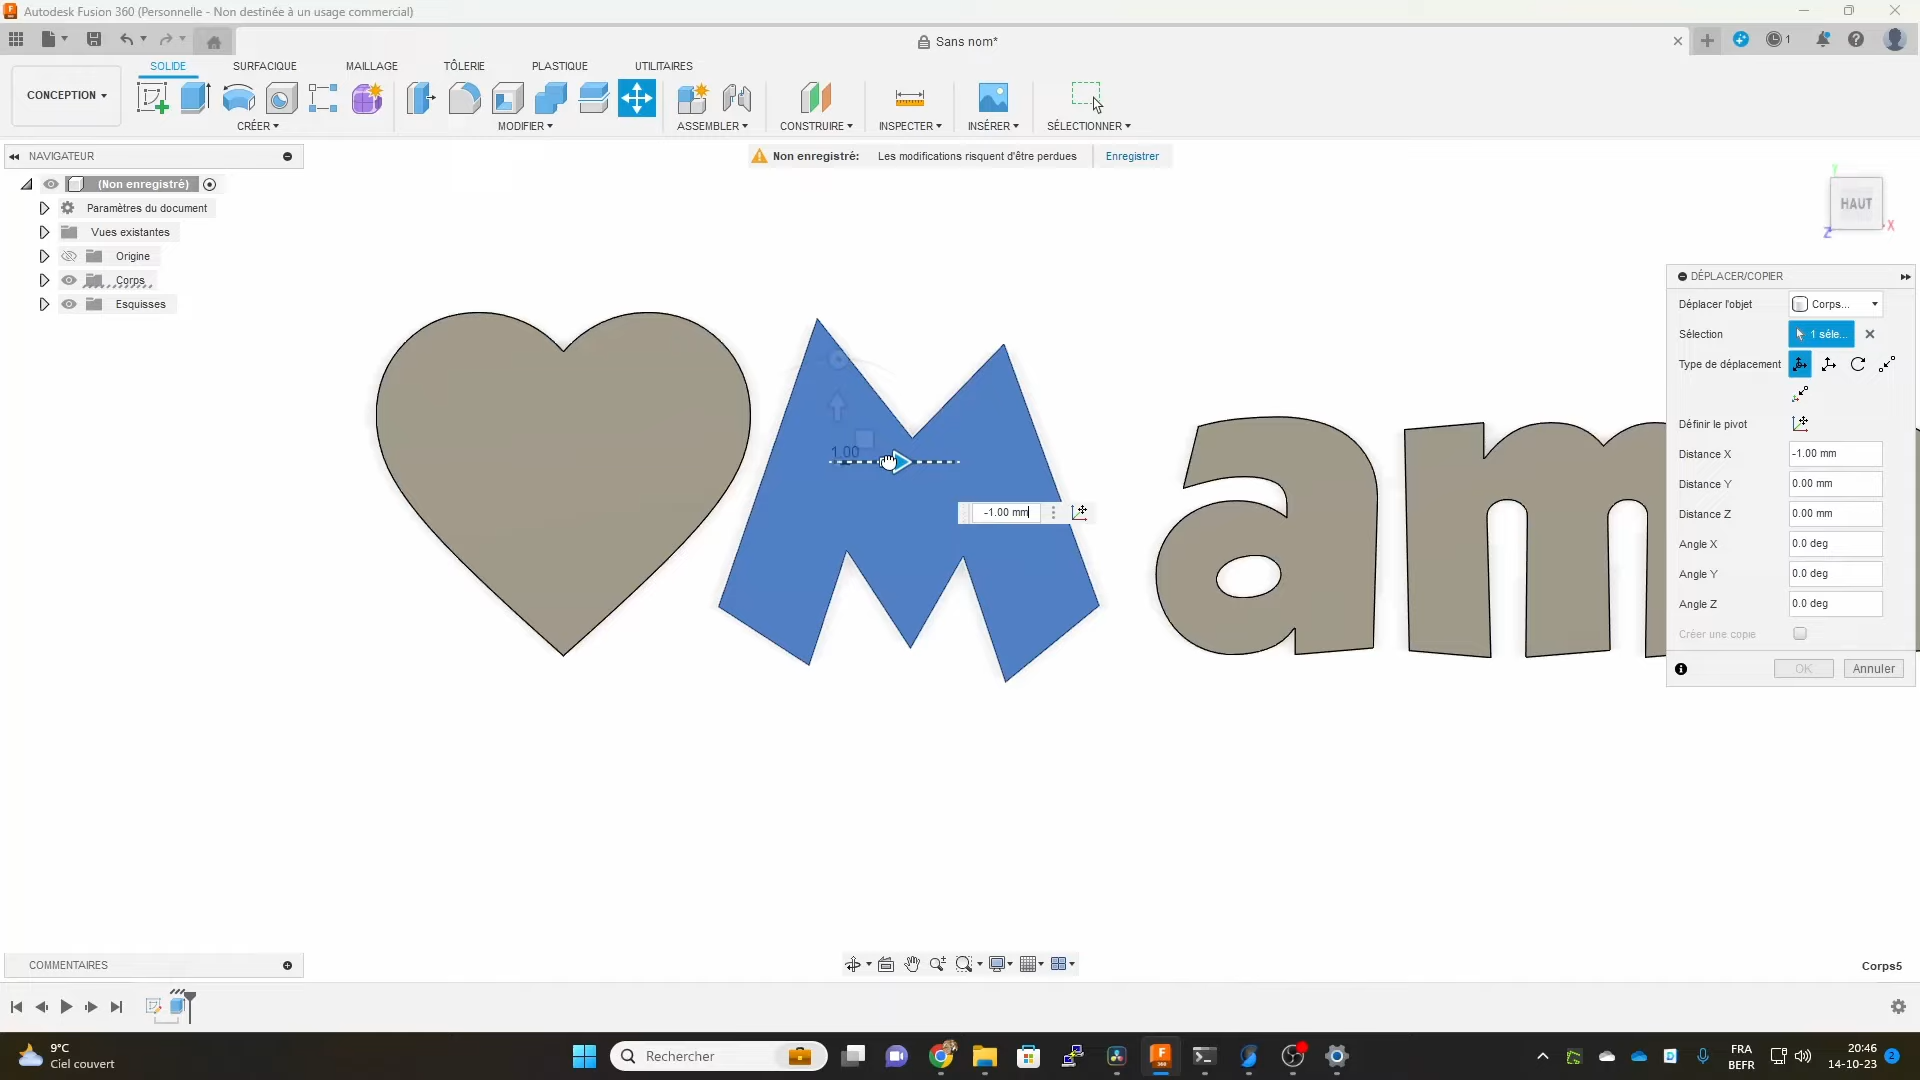 Autodesk Fusion 360 (Personnelle - Non destinée à un usage commercial)
Sans nom*
1
CONCEPTION
SOLIDE
SURFACIQUE
MAILLAGE
TÔLERIE
PLASTIQUE
UTILITAIRES
CRÉER
MODIFIER
ASSEMBLER
CONSTRUIRE
INSPECTER
INSÉRER
SÉLECTIONNER
NAVIGATEUR
Non enregistré: Les modifications risquent d'être perdues Enregistrer
(Non enregistré)
Paramètres du document
Vues existantes
Origine
Corps
Esquisses
HAUT
X
Z
DÉPLACER/COPIER
Déplacer l'objet Corps...
Sélection 1 séle...
Type de déplacement
Définir le pivot
Distance X -1.00 mm
Distance Y 0.00 mm
Distance Z 0.00 mm
Angle X 0.0 deg
Angle Y 0.0 deg
Angle Z 0.0 deg
Créer une copie
OK Annuler
M am
1.00
-1.00 mm
COMMENTAIRES
Corps5
9°C
Ciel couvert
Rechercher
FRA
BEFR
20:46
14-10-23
2